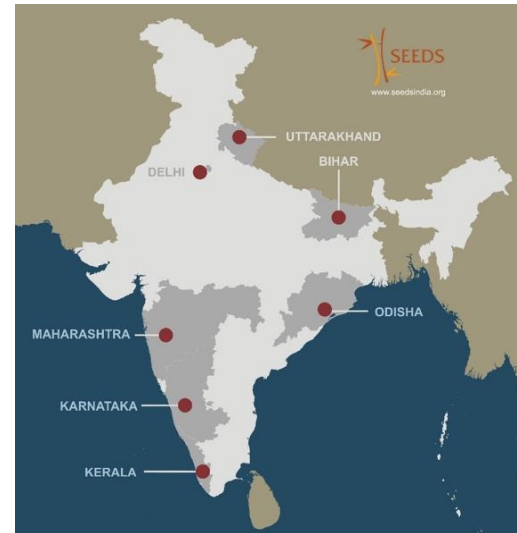 SEEDS
www.seedsindia.org
UTTARAKHAND
BIHAR
DELHI
ODISHA
MAHARASHTRA
KARNATAKA
KERALA